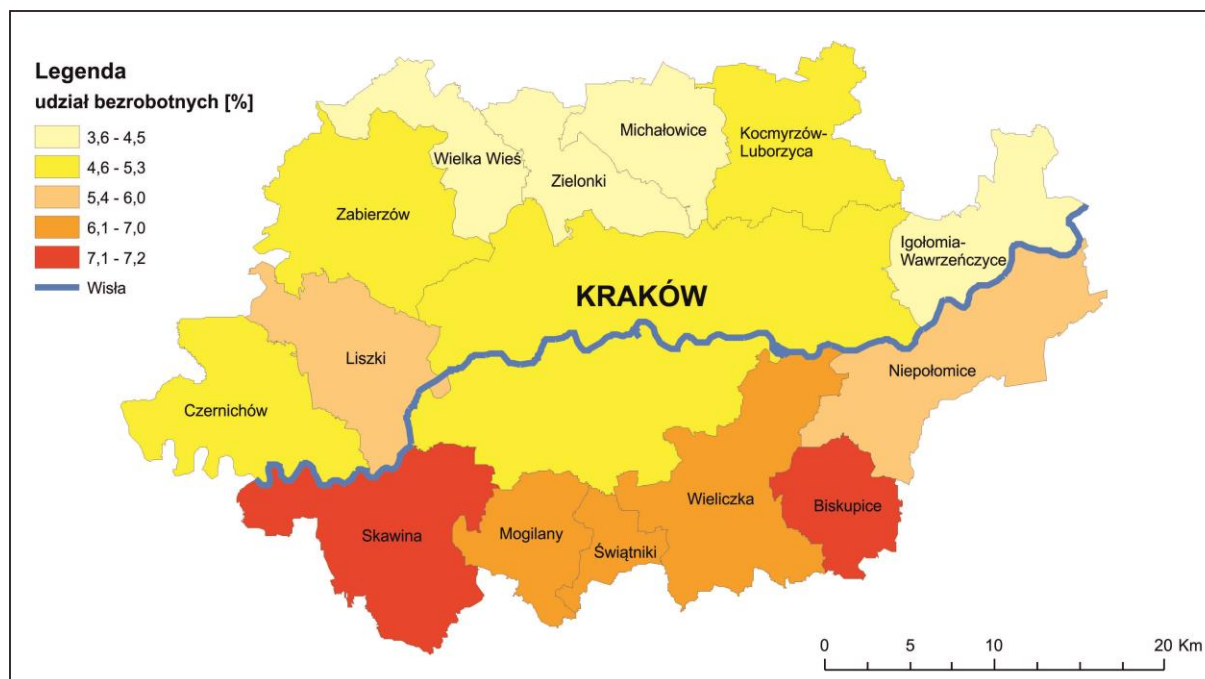 Legenda
udział bezrobotnych [%]
3,6 - 4,5
4,6 - 5,3
5,4 - 6,0
6,1 - 7,0
7,1 - 7,2
Wisła
Michałowice
Kocmyrzów-
Luborzyca
Wielka Wieś
Zielonki
Zabierzów
Igołomia-
Wawrzeńczyce
KRAKÓW
Liszki
Niepołomice
Czernichów
Wieliczka
Biskupice
Skawina
Mogilany
Świątniki
0 5 10 20 Km